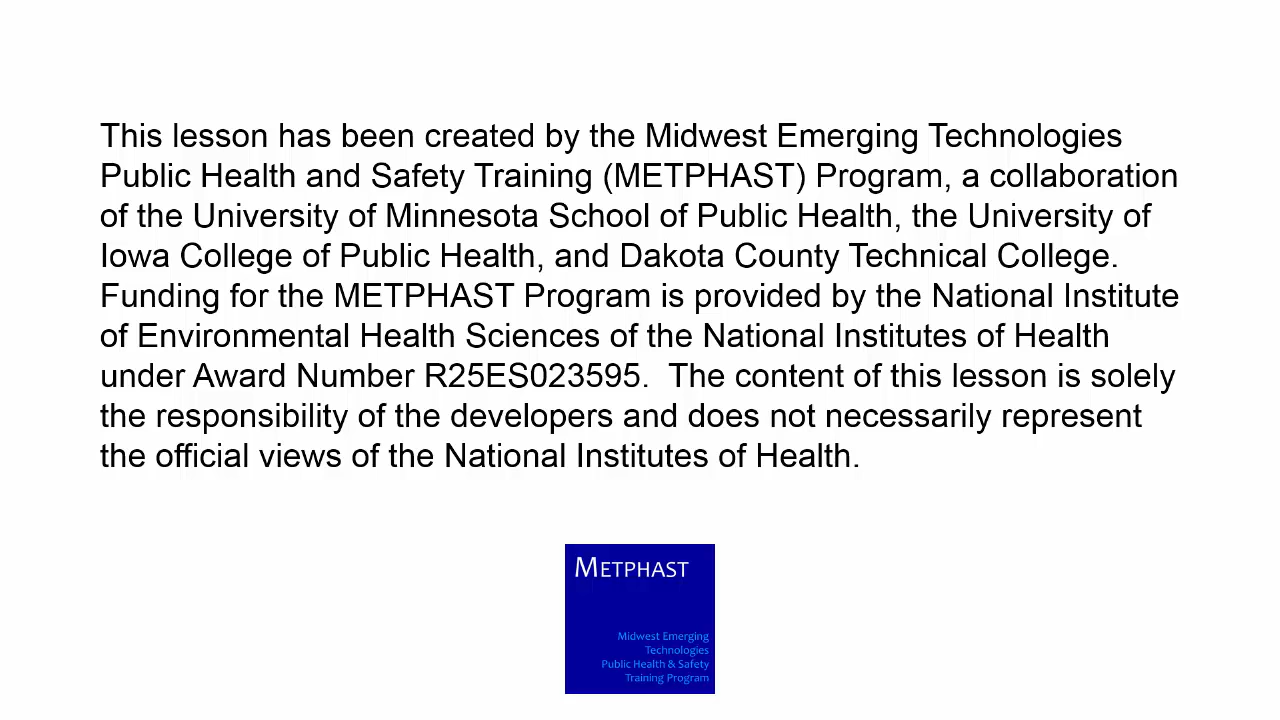 This lesson has been created by the Midwest Emerging Technologies
Public Health and Safety Training (METPHAST) Program, a collaboration
of the University of Minnesota School of Public Health, the University of
Iowa College of Public Health, and Dakota County Technical College.
Funding for the METPHAST Program is provided by the National Institute
of Environmental Health Sciences of the National Institutes of Health
under Award Number R25ES023595.  The content of this lesson is solely
the responsibility of the developers and does not necessarily represent
the official views of the National Institutes of Health.
METPHAST
Midwest Emerging
Technologies
Public Health & Safety
Training Program